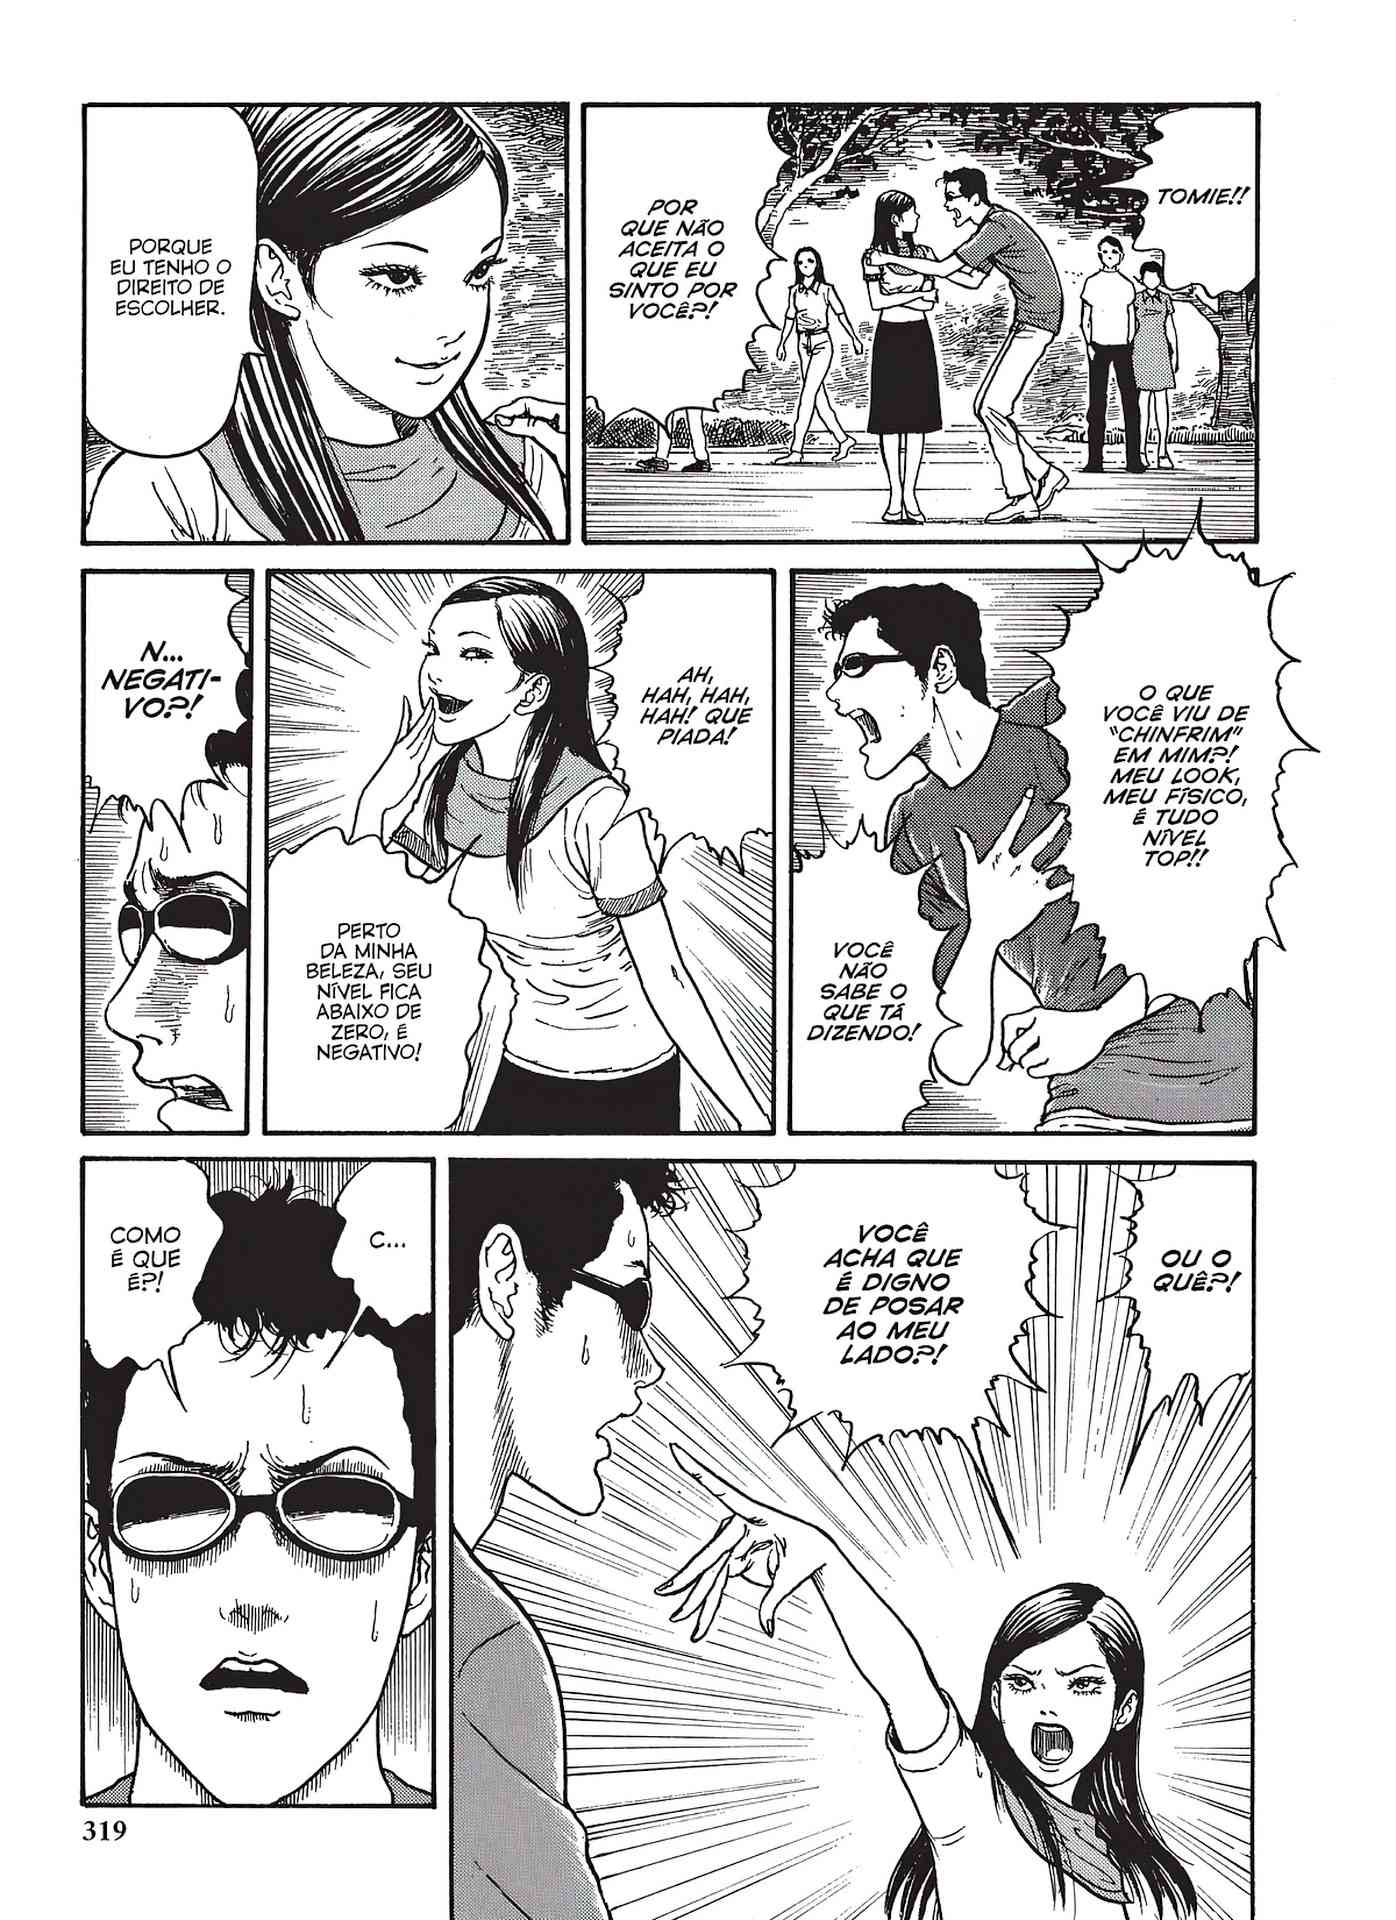 TOMIE!!
POR
QUE NÃO
ACEITA O
QUE EU
SINTO POR
VOCÊ?!
PORQUE
EU TENHO O
DIREITO DE
ESCOLHER.
O QUE
VOCÊ VIU DE
“CHINFRIM”
EM MIM?!
MEU LOOK,
MEU FÍSICO,
É TUDO
NÍVEL
TOP!!
VOCÊ
NÃO
SABE O
QUE TÁ
DIZENDO!
AH,
HAH, HAH,
HAH! QUE
PIADA!
PERTO
DA MINHA
BELEZA, SEU
NÍVEL FICA
ABAIXO DE
ZERO, É
NEGATIVO!
N...
NEGATI-
VO?!
OU O
QUÊ?!
VOCÊ
ACHA QUE
É DIGNO
DE POSAR
AO MEU
LADO?!
C...
COMO
É QUE
É?!
319